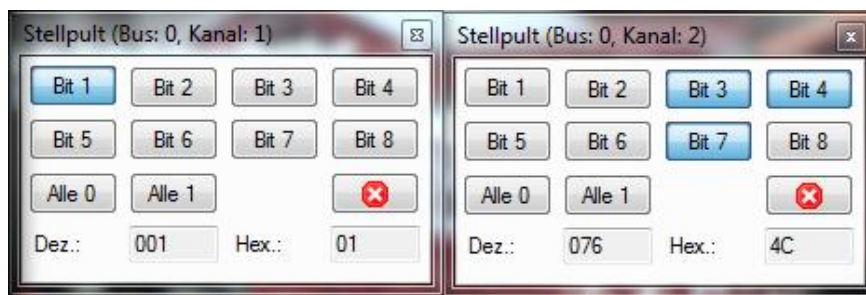 Stellpult (Bus: 0, Kanal: 1)
Bit 1 Bit 2 Bit 3 Bit 4
Bit 5 Bit 6 Bit 7 Bit 8
Alle 0 Alle 1
Dez.: 001 Hex.: 01
Stellpult (Bus: 0, Kanal: 2)
Bit 1 Bit 2 Bit 3 Bit 4
Bit 5 Bit 6 Bit 7 Bit 8
Alle 0 Alle 1
Dez.: 076 Hex.: 4C